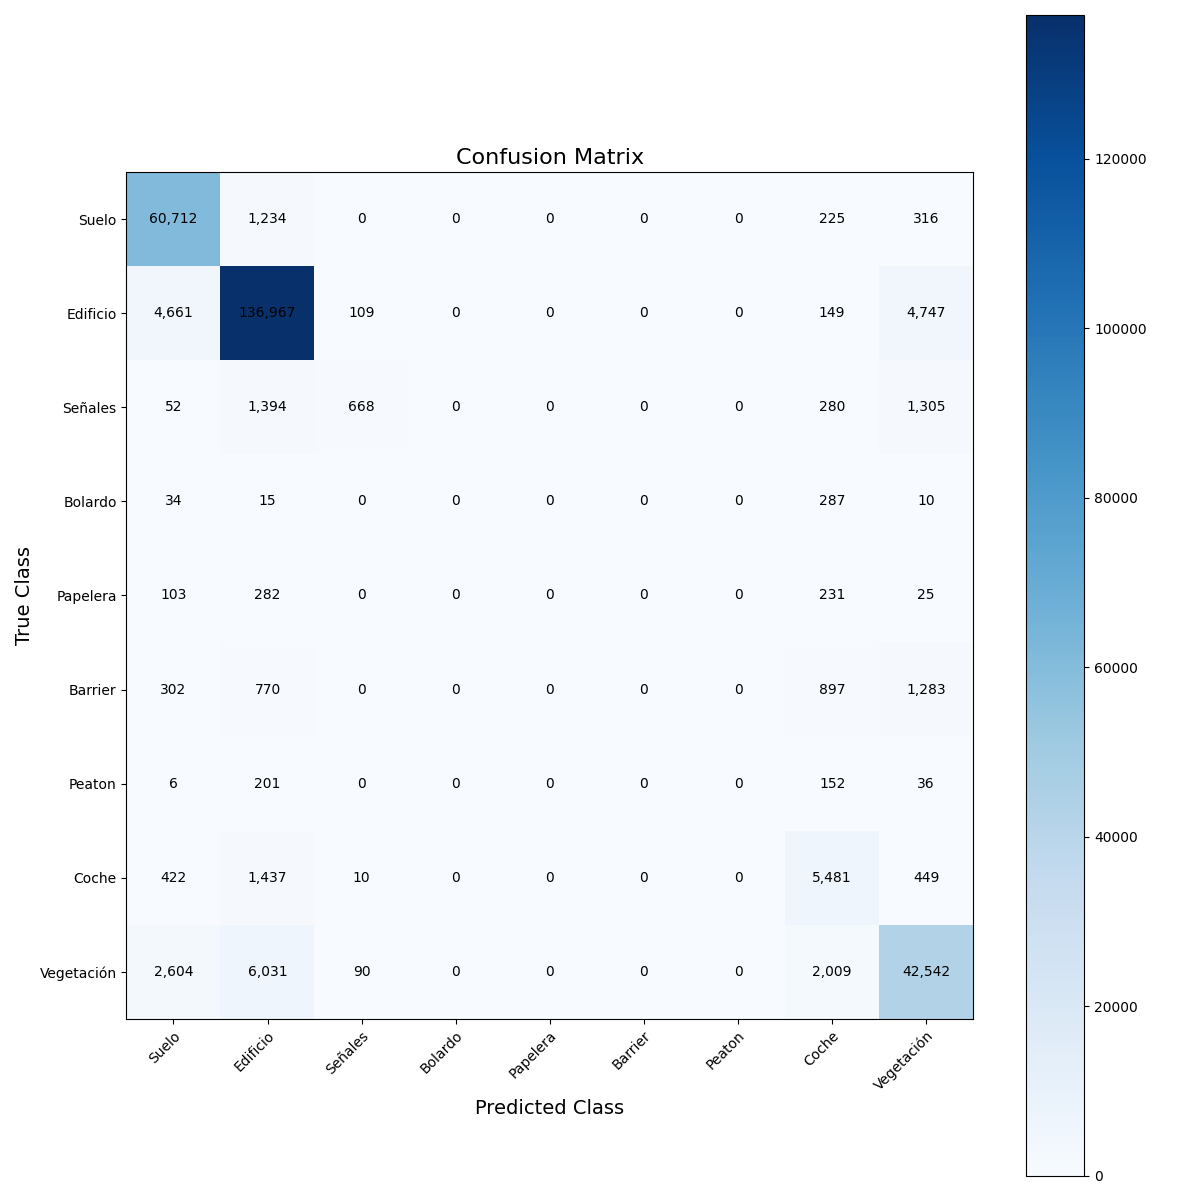 Confusion Matrix
Suelo 60,712 1,234 0 0 0 0 0 225 316
Edificio 4,661 136,967 109 0 0 0 0 149 4,747
Señales 52 1,394 668 0 0 0 0 280 1,305
Bolardo 34 15 0 0 0 0 0 287 10
Papelera 103 282 0 0 0 0 0 231 25
Barrier 302 770 0 0 0 0 0 897 1,283
Peaton 6 201 0 0 0 0 0 152 36
Coche 422 1,437 10 0 0 0 0 5,481 449
Vegetación 2,604 6,031 90 0 0 0 0 2,009 42,542
Suelo Edificio Señales Bolardo Papelera Barrier Peaton Coche Vegetación
Predicted Class
True Class
120000
100000
80000
60000
40000
20000
0